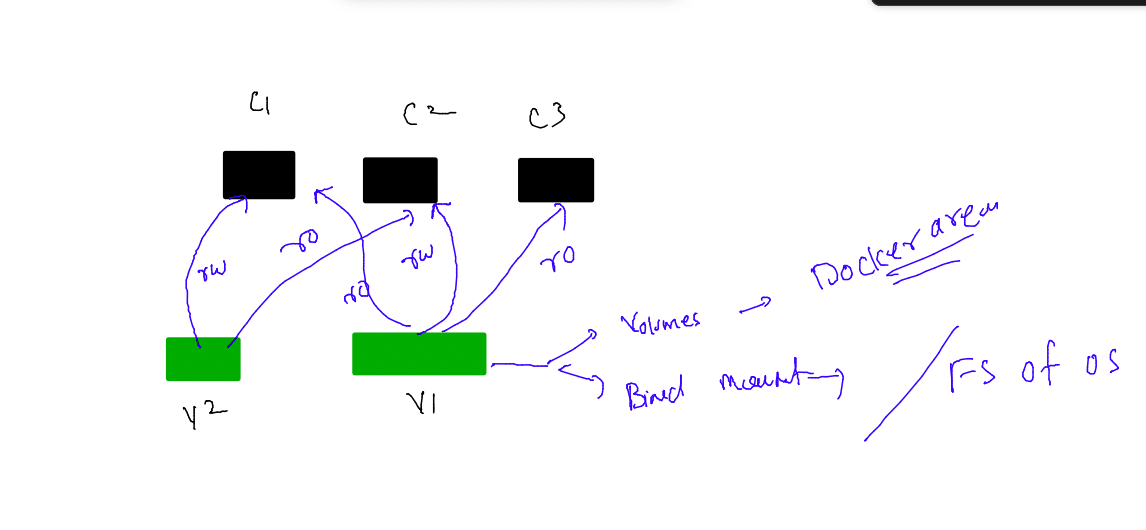 C1
C2
C3
rw
ro
ro
rw
ro
Volumes → Docker area
Bind mount → / FS of OS
V2
V1